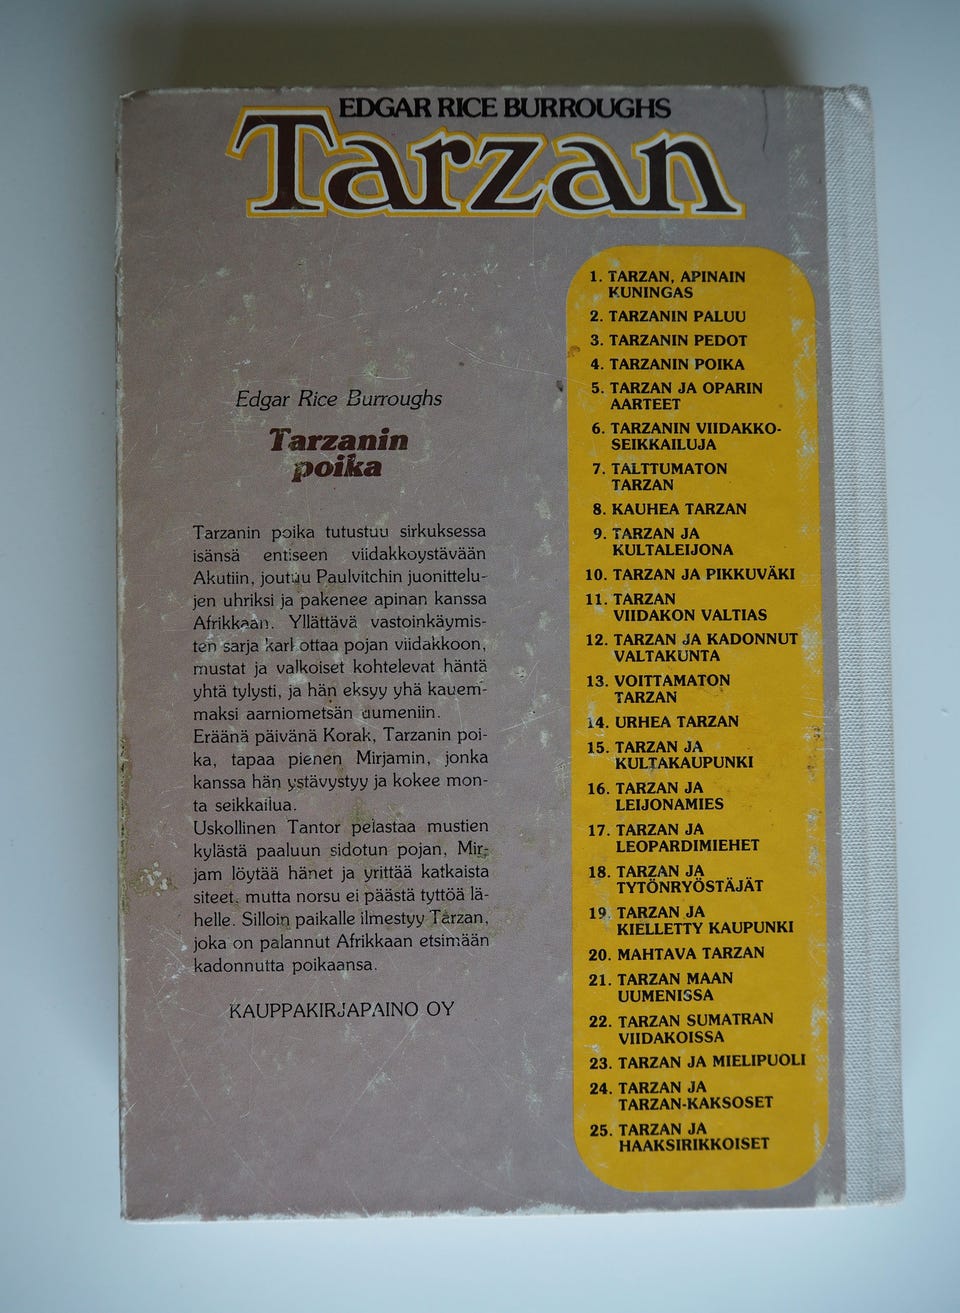 EDGAR RICE BURROUGHS
Tarzan
Edgar Rice Burroughs
Tarzanin
poika
Tarzanin poika tutustuu sirkuksessa
isänsä entiseen viidakkoystävään
Akutiin, joutuu Paulvitchin juonittelu-
jen uhriksi ja pakenee apinan kanssa
Afrikkaan. Yllättävä vastoinkäymis-
ten sarja karkottaa pojan viidakkoon,
mustat ja valkoiset kohtelevat häntä
yhtä tylysti, ja hän eksyy yhä kauem-
maksi aarniometsän uumeniin.
Eräänä päivänä Korak, Tarzanin poi-
ka, tapaa pienen Mirjamin, jonka
kanssa hän ystävystyy ja kokee mon-
ta seikkailua.
Uskollinen Tantor pelastaa mustien
kylästä paaluun sidotun pojan, Mir-
jam löytää hänet ja yrittää katkaista
siteet, mutta norsu ei päästä tyttöä lä-
helle. Silloin paikalle ilmestyy Tarzan,
joka on palannut Afrikkaan etsimään
kadonnutta poikaansa.
KAUPPAKIRJAPAINO OY
1. TARZAN, APINAIN
KUNINGAS
2. TARZANIN PALUU
3. TARZANIN PEDOT
4. TARZANIN POIKA
5. TARZAN JA OPARIN
AARTEET
6. TARZANIN VIIDAKKO-
SEIKKAILUJA
7. TALTTUMATON
TARZAN
8. KAUHEA TARZAN
9. TARZAN JA
KULTALEIJONA
10. TARZAN JA PIKKUVÄKI
11. TARZAN
VIIDAKON VALTIAS
12. TARZAN JA KADONNUT
VALTAKUNTA
13. VOITTAMATON
TARZAN
14. URHEA TARZAN
15. TARZAN JA
KULTAKAUPUNKI
16. TARZAN JA
LEIJONAMIES
17. TARZAN JA
LEOPARDIMIEHET
18. TARZAN JA
TYTÖNRYÖSTÄJÄT
19. TARZAN JA
KIELLETTY KAUPUNKI
20. MAHTAVA TARZAN
21. TARZAN MAAN
UUMENISSA
22. TARZAN SUMATRAN
VIIDAKOISSA
23. TARZAN JA MIELIPUOLI
24. TARZAN JA
TARZAN-KAKSOSET
25. TARZAN JA
HAAKSIRIKKOISET